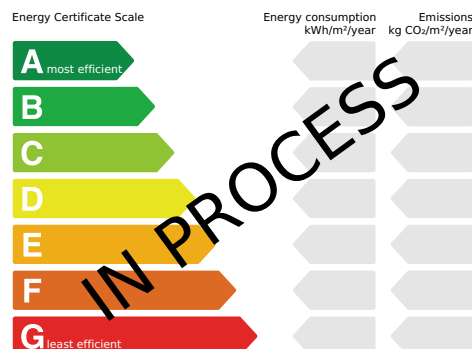 Energy Certificate Scale
Energy consumption
kWh/m²/year
Emissions
kg CO₂/m²/year
A most efficient
B
C
D
E
F
G least efficient
IN PROCESS